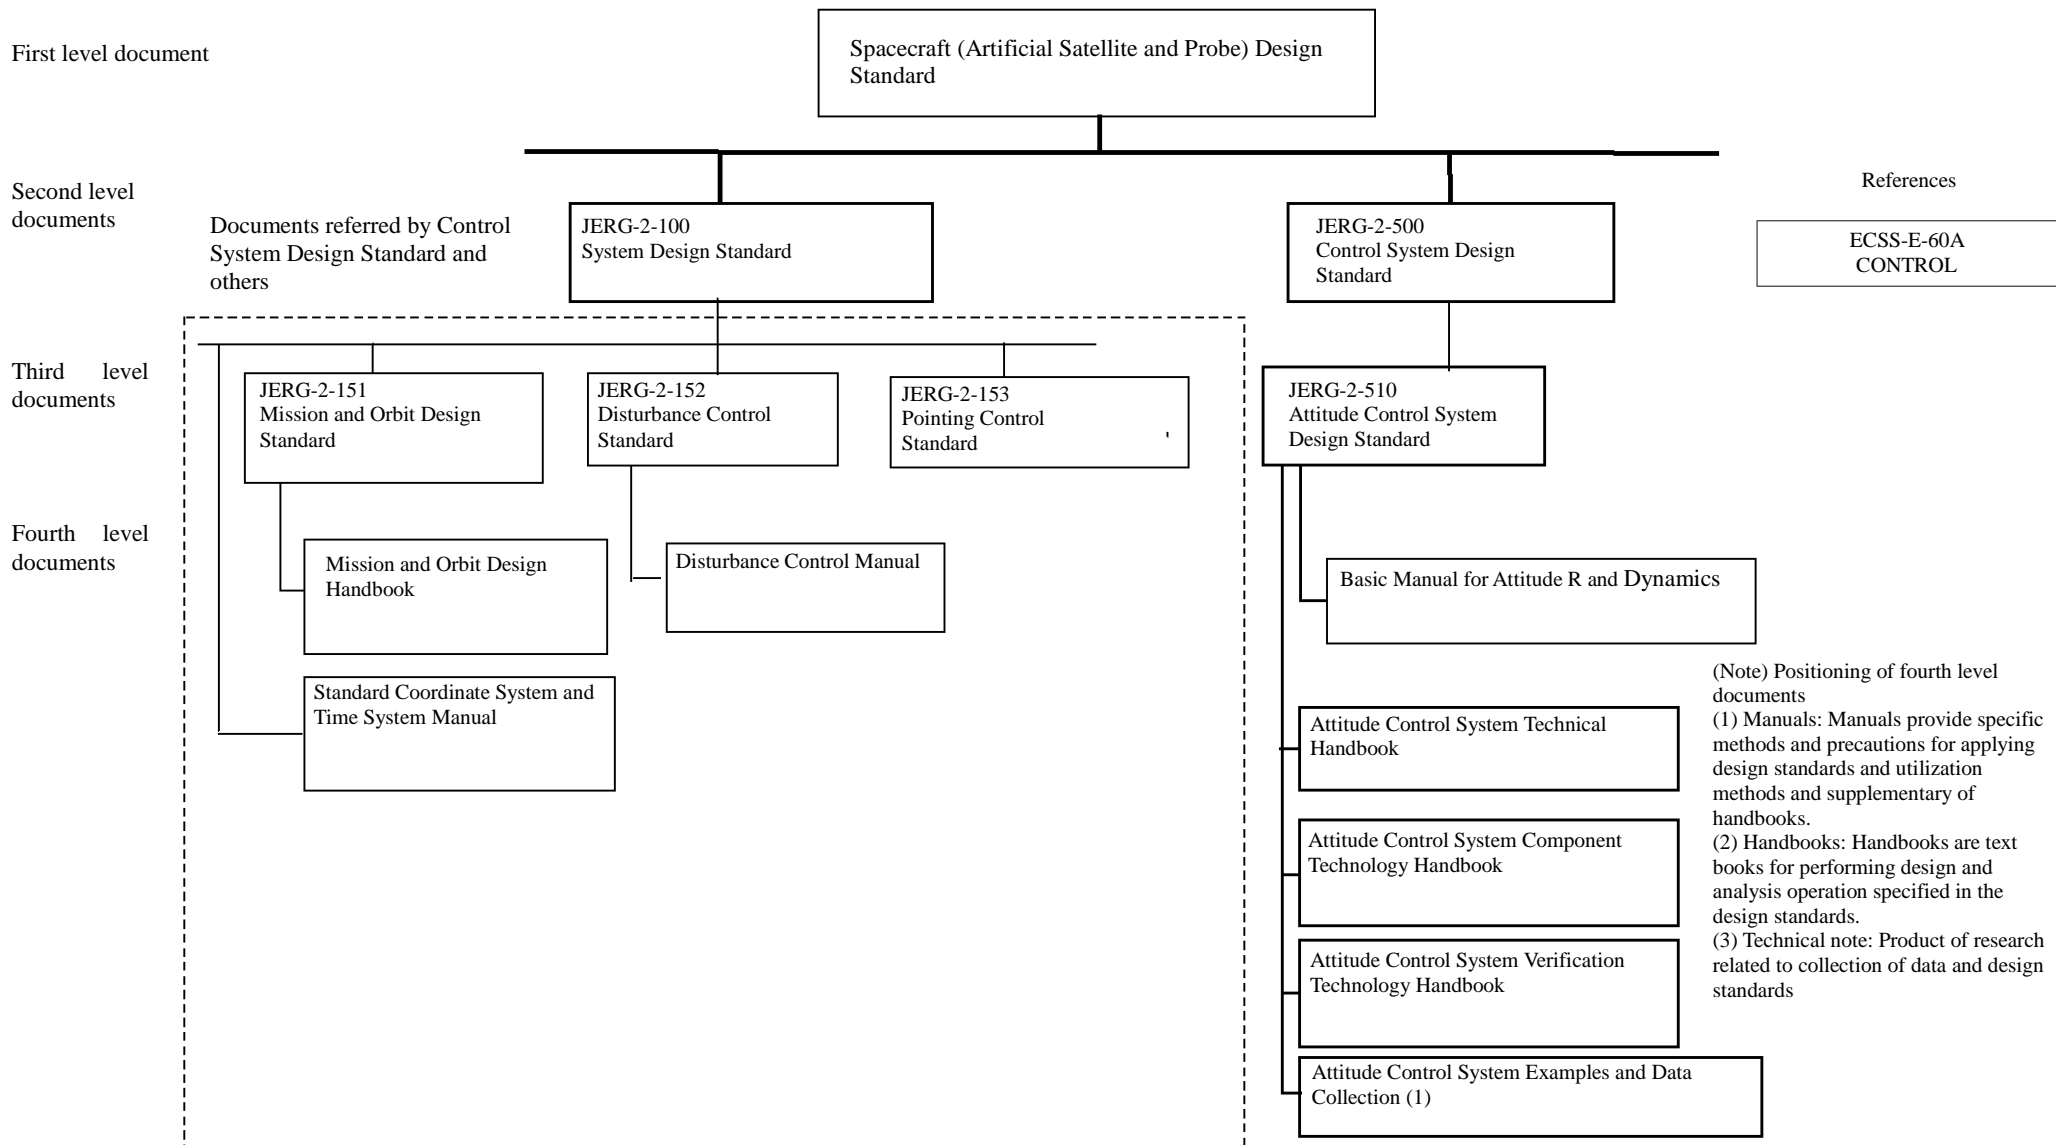 First level document
Spacecraft (Artificial Satellite and Probe) Design
Standard
Second level
documents
Documents referred by Control
System Design Standard and
others
JERG-2-100
System Design Standard
JERG-2-500
Control System Design
Standard
References
ECSS-E-60A
CONTROL
Third level
documents
JERG-2-151
Mission and Orbit Design
Standard
JERG-2-152
Disturbance Control
Standard
JERG-2-153
Pointing Control
Standard
JERG-2-510
Attitude Control System
Design Standard
Fourth level
documents
Mission and Orbit Design
Handbook
Disturbance Control Manual
Basic Manual for Attitude R and Dynamics
Standard Coordinate System and
Time System Manual
Attitude Control System Technical
Handbook
Attitude Control System Component
Technology Handbook
Attitude Control System Verification
Technology Handbook
Attitude Control System Examples and Data
Collection (1)
(Note) Positioning of fourth level
documents
(1) Manuals: Manuals provide specific
methods and precautions for applying
design standards and utilization
methods and supplementary of
handbooks.
(2) Handbooks: Handbooks are text
books for performing design and
analysis operation specified in the
design standards.
(3) Technical note: Product of research
related to collection of data and design
standards